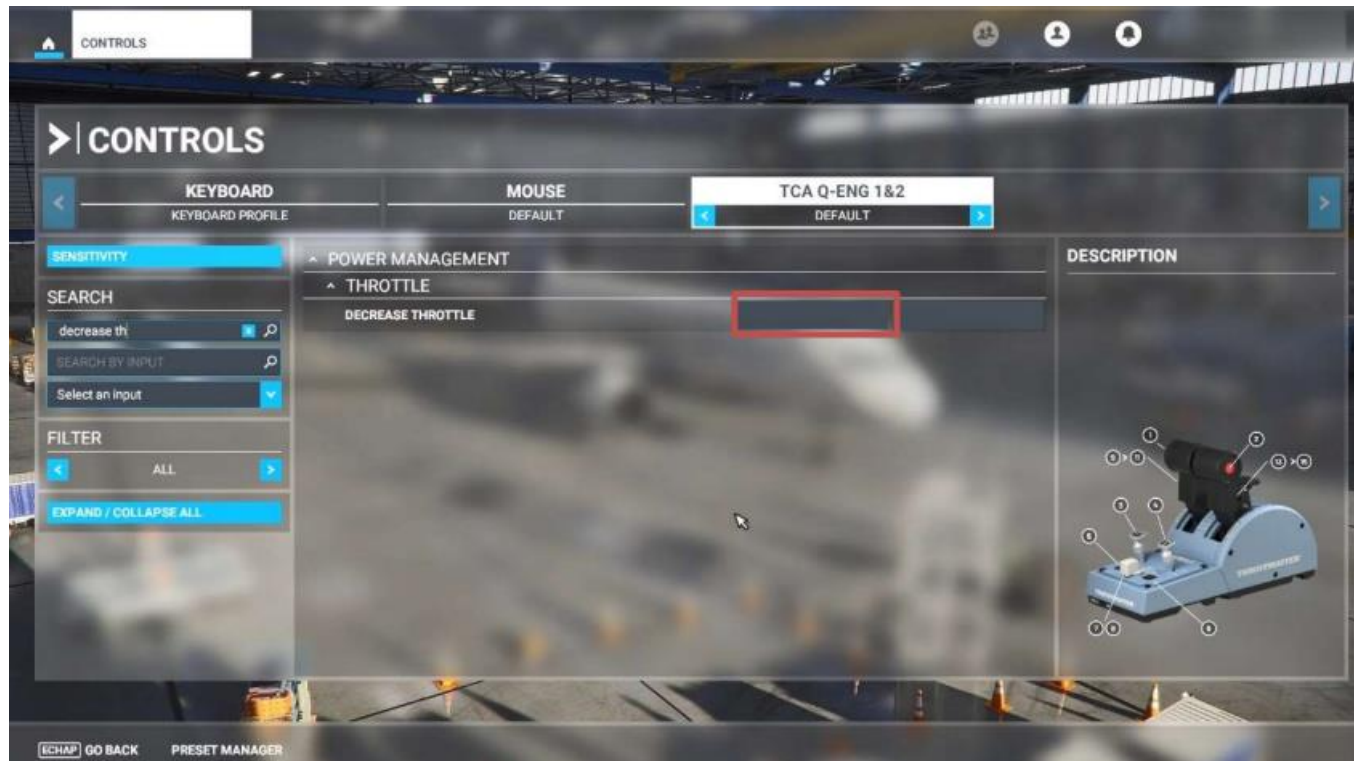 CONTROLS
CONTROLS
KEYBOARD
KEYBOARD PROFILE
MOUSE
DEFAULT
TCA Q-ENG 1&2
DEFAULT
SENSITIVITY
SEARCH
decrease th
SEARCH BY INPUT
Select an input
FILTER
ALL
EXPAND / COLLAPSE ALL
POWER MANAGEMENT
THROTTLE
DECREASE THROTTLE
DESCRIPTION
THRUSTMASTER
ECHAP GO BACK PRESET MANAGER